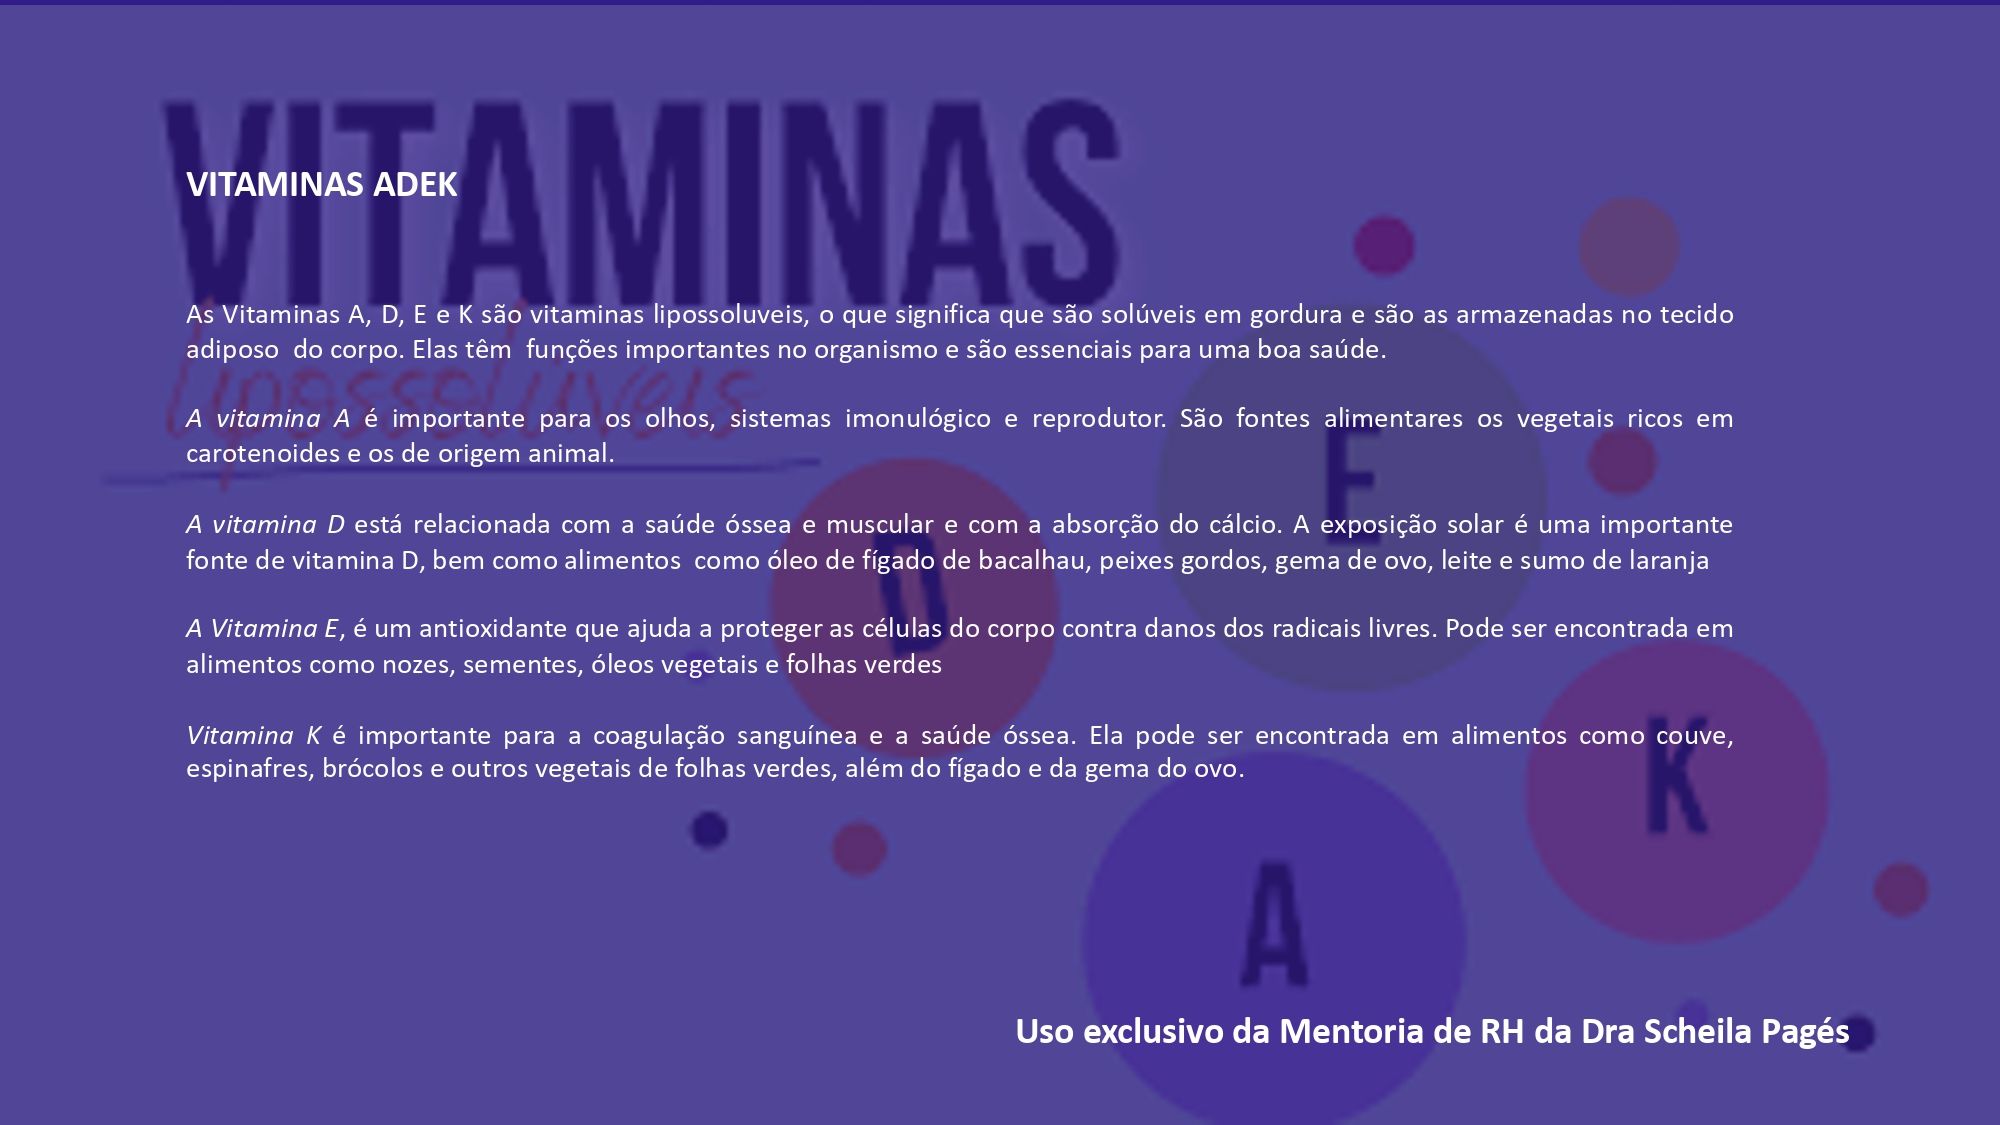 VITAMINAS
VITAMINAS ADEK
lipossolúveis
As Vitaminas A, D, E e K são vitaminas lipossoluveis, o que significa que são solúveis em gordura e são as armazenadas no tecido
adiposo do corpo. Elas têm funções importantes no organismo e são essenciais para uma boa saúde.
A vitamina A é importante para os olhos, sistemas imonulógico e reprodutor. São fontes alimentares os vegetais ricos em
carotenoides e os de origem animal.
A vitamina D está relacionada com a saúde óssea e muscular e com a absorção do cálcio. A exposição solar é uma importante
fonte de vitamina D, bem como alimentos como óleo de fígado de bacalhau, peixes gordos, gema de ovo, leite e sumo de laranja
A Vitamina E, é um antioxidante que ajuda a proteger as células do corpo contra danos dos radicais livres. Pode ser encontrada em
alimentos como nozes, sementes, óleos vegetais e folhas verdes
Vitamina K é importante para a coagulação sanguínea e a saúde óssea. Ela pode ser encontrada em alimentos como couve,
espinafres, brócolos e outros vegetais de folhas verdes, além do fígado e da gema do ovo.
E
D
K
A
Uso exclusivo da Mentoria de RH da Dra Scheila Pagés